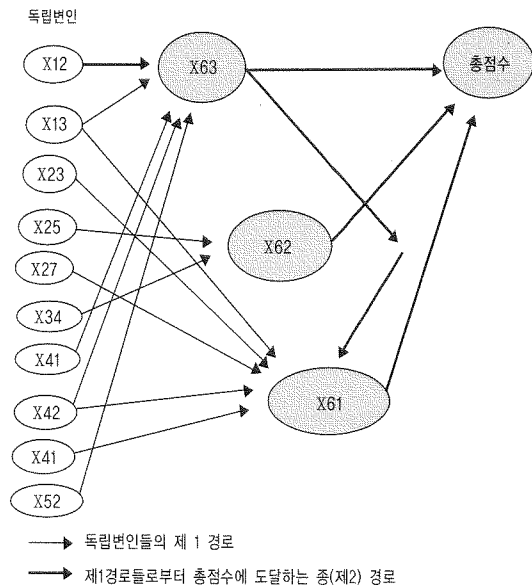 독립변인
X12
X63
총점수
X13
X23
X25
X62
X27
X34
X41
X61
X42
X41
X52
독립변인들의 제 1 경로
제1경로들로부터 총점수에 도달하는 종(제2) 경로